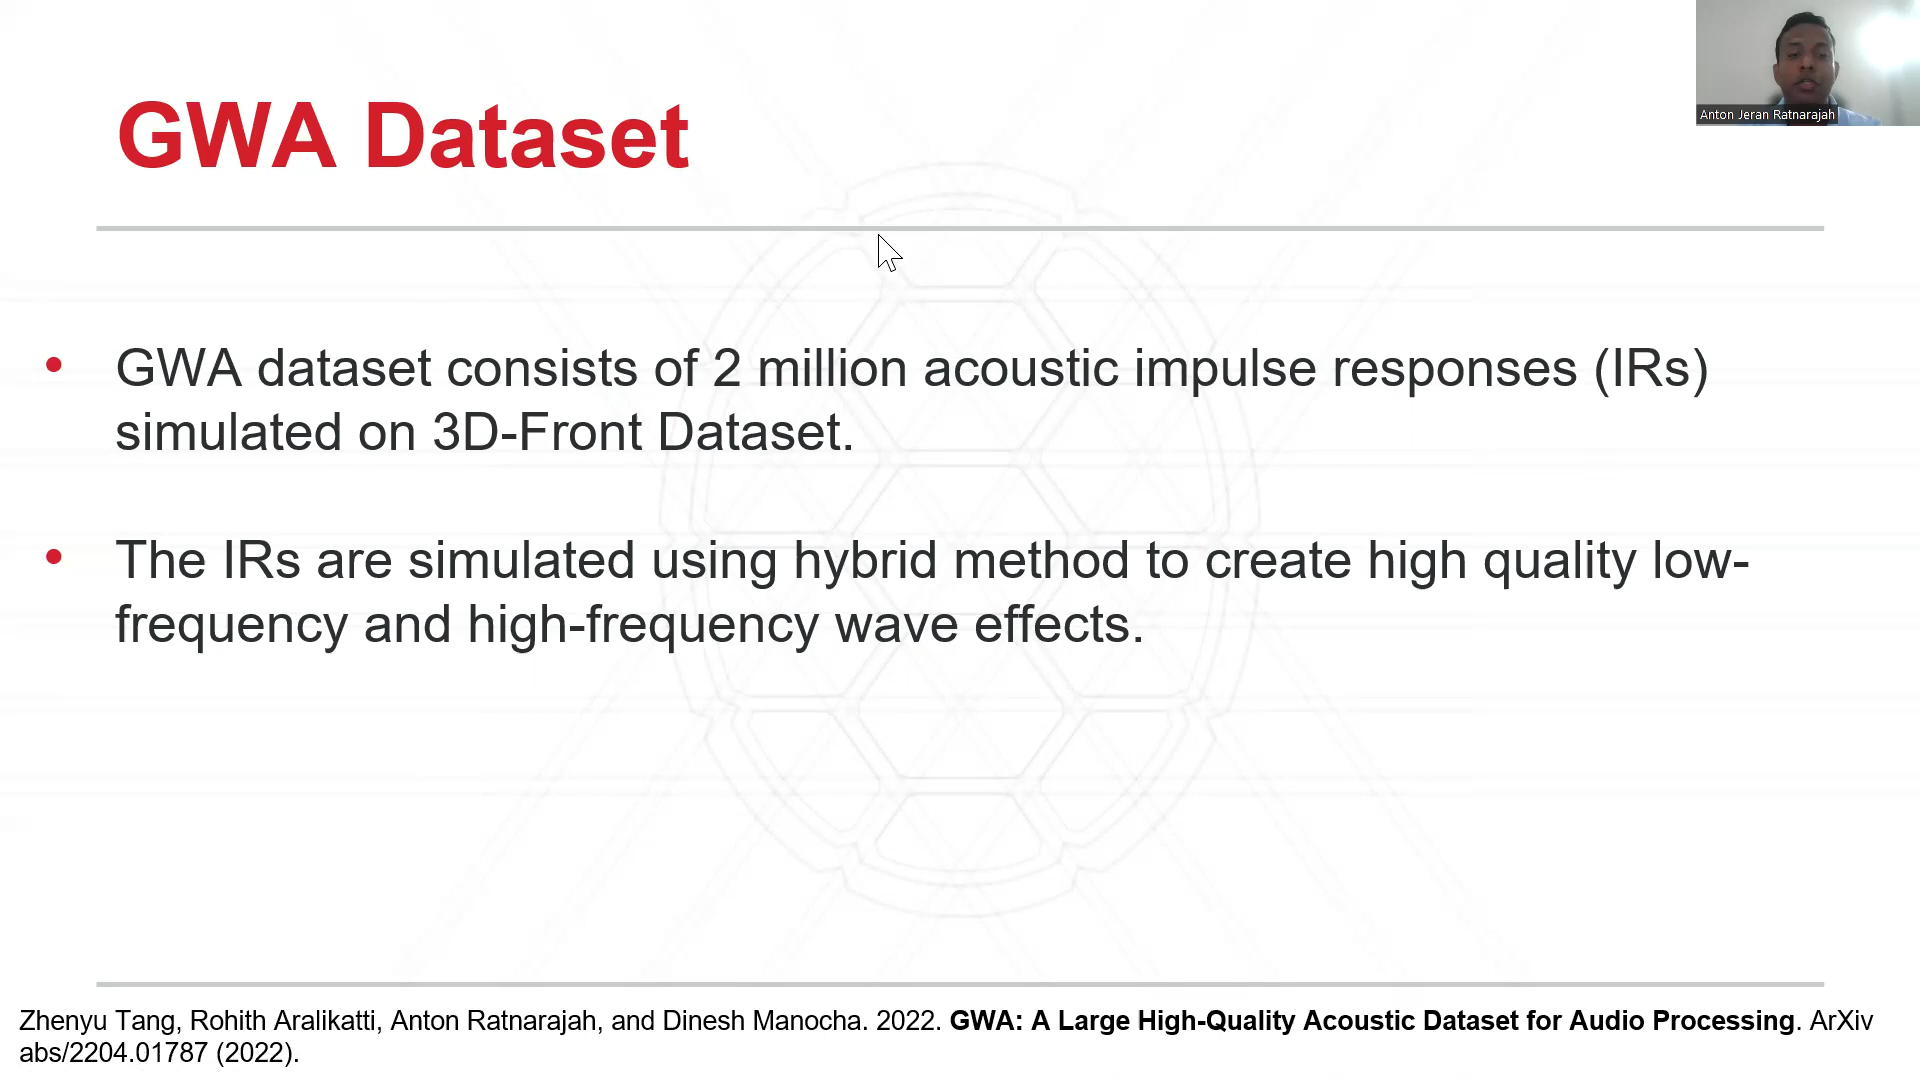 GWA Dataset
Anton Jeran Ratnarajah
• GWA dataset consists of 2 million acoustic impulse responses (IRs)
simulated on 3D-Front Dataset.
• The IRs are simulated using hybrid method to create high quality low-
frequency and high-frequency wave effects.
Zhenyu Tang, Rohith Aralikatti, Anton Ratnarajah, and Dinesh Manocha. 2022. GWA: A Large High-Quality Acoustic Dataset for Audio Processing. ArXiv
abs/2204.01787 (2022).